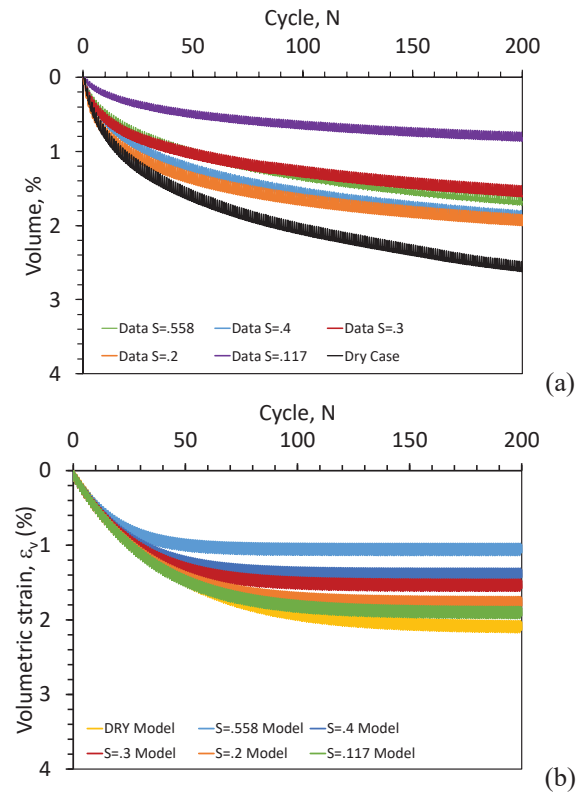 Cycle, N
0 50 100 150 200
0
1
2
3
4
Volume, %
Data S=.558 Data S=.4 Data S=.3
Data S=.2 Data S=.117 Dry Case
(a)
Cycle, N
0 50 100 150 200
0
1
2
3
4
Volumetric strain, εv (%)
DRY Model S=.558 Model S=.4 Model
S=.3 Model S=.2 Model S=.117 Model
(b)